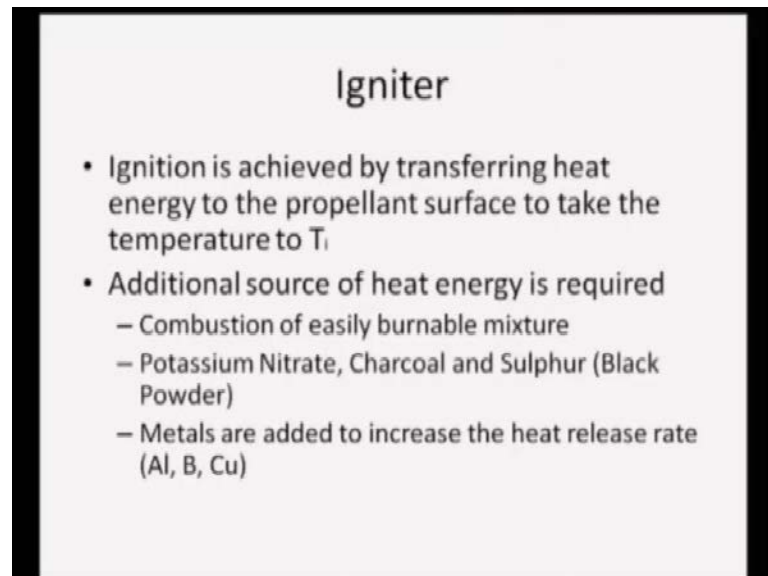 Igniter
• Ignition is achieved by transferring heat
energy to the propellant surface to take the
temperature to Ti
• Additional source of heat energy is required
– Combustion of easily burnable mixture
– Potassium Nitrate, Charcoal and Sulphur (Black
Powder)
– Metals are added to increase the heat release rate
(Al, B, Cu)